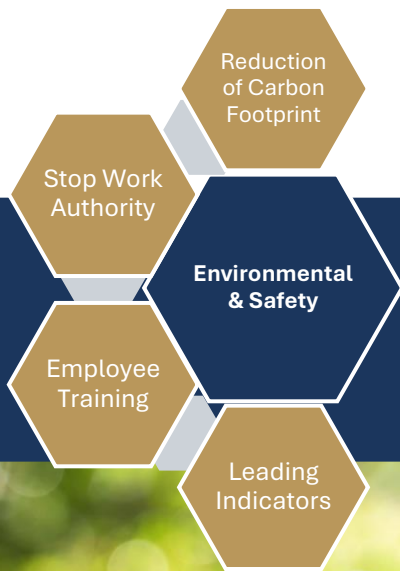 Reduction
of Carbon
Footprint
Stop Work
Authority
Environmental
& Safety
Employee
Training
Leading
Indicators